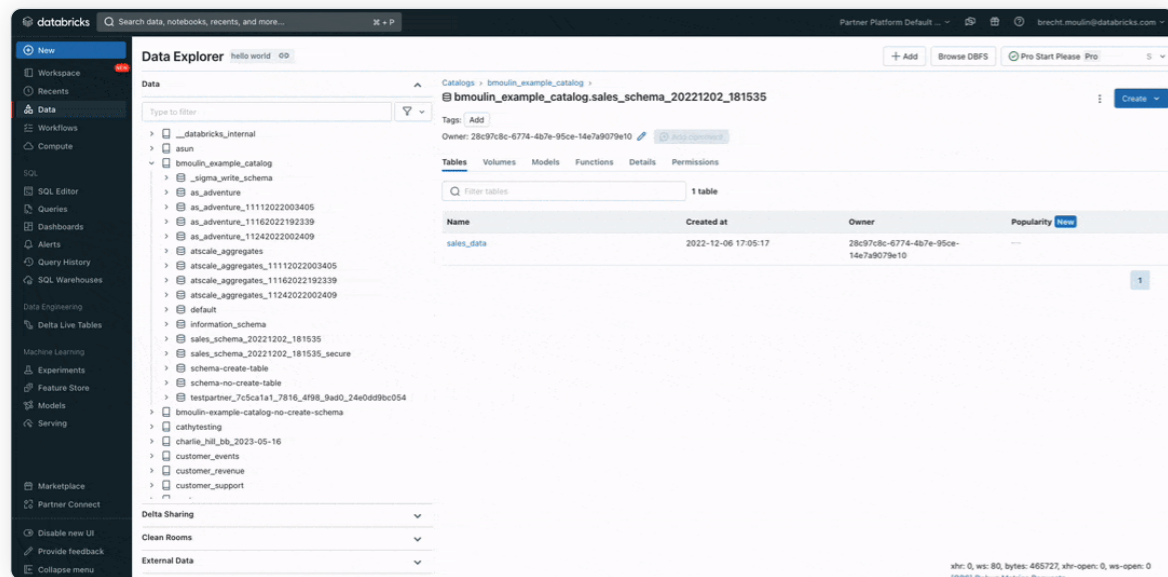 databricks
Search data, notebooks, recents, and more... ⌘ + P
Partner Platform Default ...
brecht.moulin@databricks.com
New
Workspace
NEW
Recents
Data
Workflows
Compute
SQL
SQL Editor
Queries
Dashboards
Alerts
Query History
SQL Warehouses
Data Engineering
Delta Live Tables
Machine Learning
Experiments
Feature Store
Models
Serving
Marketplace
Partner Connect
Disable new UI
Provide feedback
Collapse menu
Data Explorer hello world
Add
Browse DBFS
Pro Start Please Pro S
Data
Type to filter
__databricks_internal
asun
bmoulin_example_catalog
_sigma_write_schema
as_adventure
as_adventure_11112022003405
as_adventure_11162022192339
as_adventure_11242022002409
atscale_aggregates
atscale_aggregates_11112022003405
atscale_aggregates_11162022192339
atscale_aggregates_11242022002409
default
information_schema
sales_schema_20221202_181535
sales_schema_20221202_181535_secure
schema-create-table
schema-no-create-table
testpartner_7c5ca1a1_7816_4f98_9ad0_24e0dd9bc054
bmoulin-example-catalog-no-create-schema
cathytesting
charlie_hill_bb_2023-05-16
customer_events
customer_revenue
customer_support
Delta Sharing
Clean Rooms
External Data
Catalogs › bmoulin_example_catalog ›
bmoulin_example_catalog.sales_schema_20221202_181535
Create
Tags: Add
Owner: 28c97c8c-6774-4b7e-95ce-14e7a9079e10
Tables Volumes Models Functions Details Permissions
Filter tables
1 table
Name Created at Owner Popularity New
sales_data 2022-12-06 17:05:17 28c97c8c-6774-4b7e-95ce-
14e7a9079e10
1
xhr: 0, ws: 80, bytes: 465727, xhr-open: 0, ws-open: 0